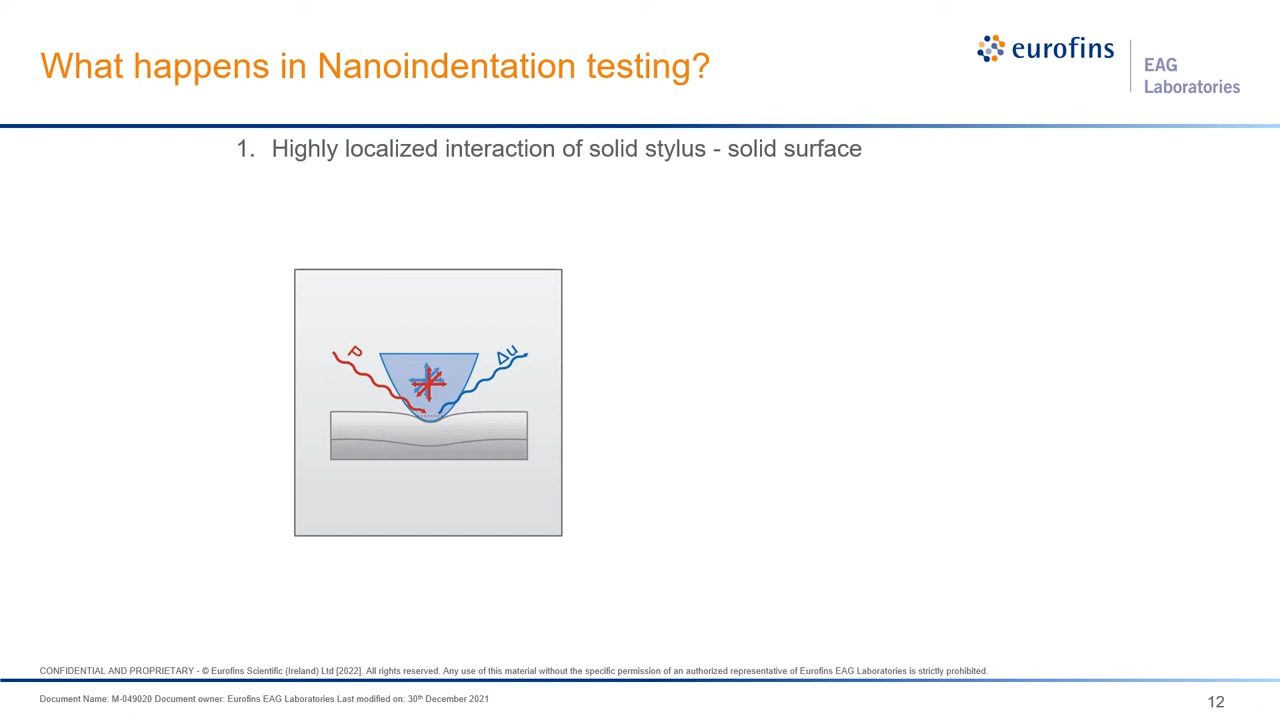 What happens in Nanoindentation testing?
eurofins
EAG
Laboratories
1. Highly localized interaction of solid stylus - solid surface
P
Δu
CONFIDENTIAL AND PROPRIETARY - © Eurofins Scientific (Ireland) Ltd [2022]. All rights reserved. Any use of this material without the specific permission of an authorized representative of Eurofins EAG Laboratories is strictly prohibited.
Document Name: M-049020 Document owner: Eurofins EAG Laboratories Last modified on: 30th December 2021
12